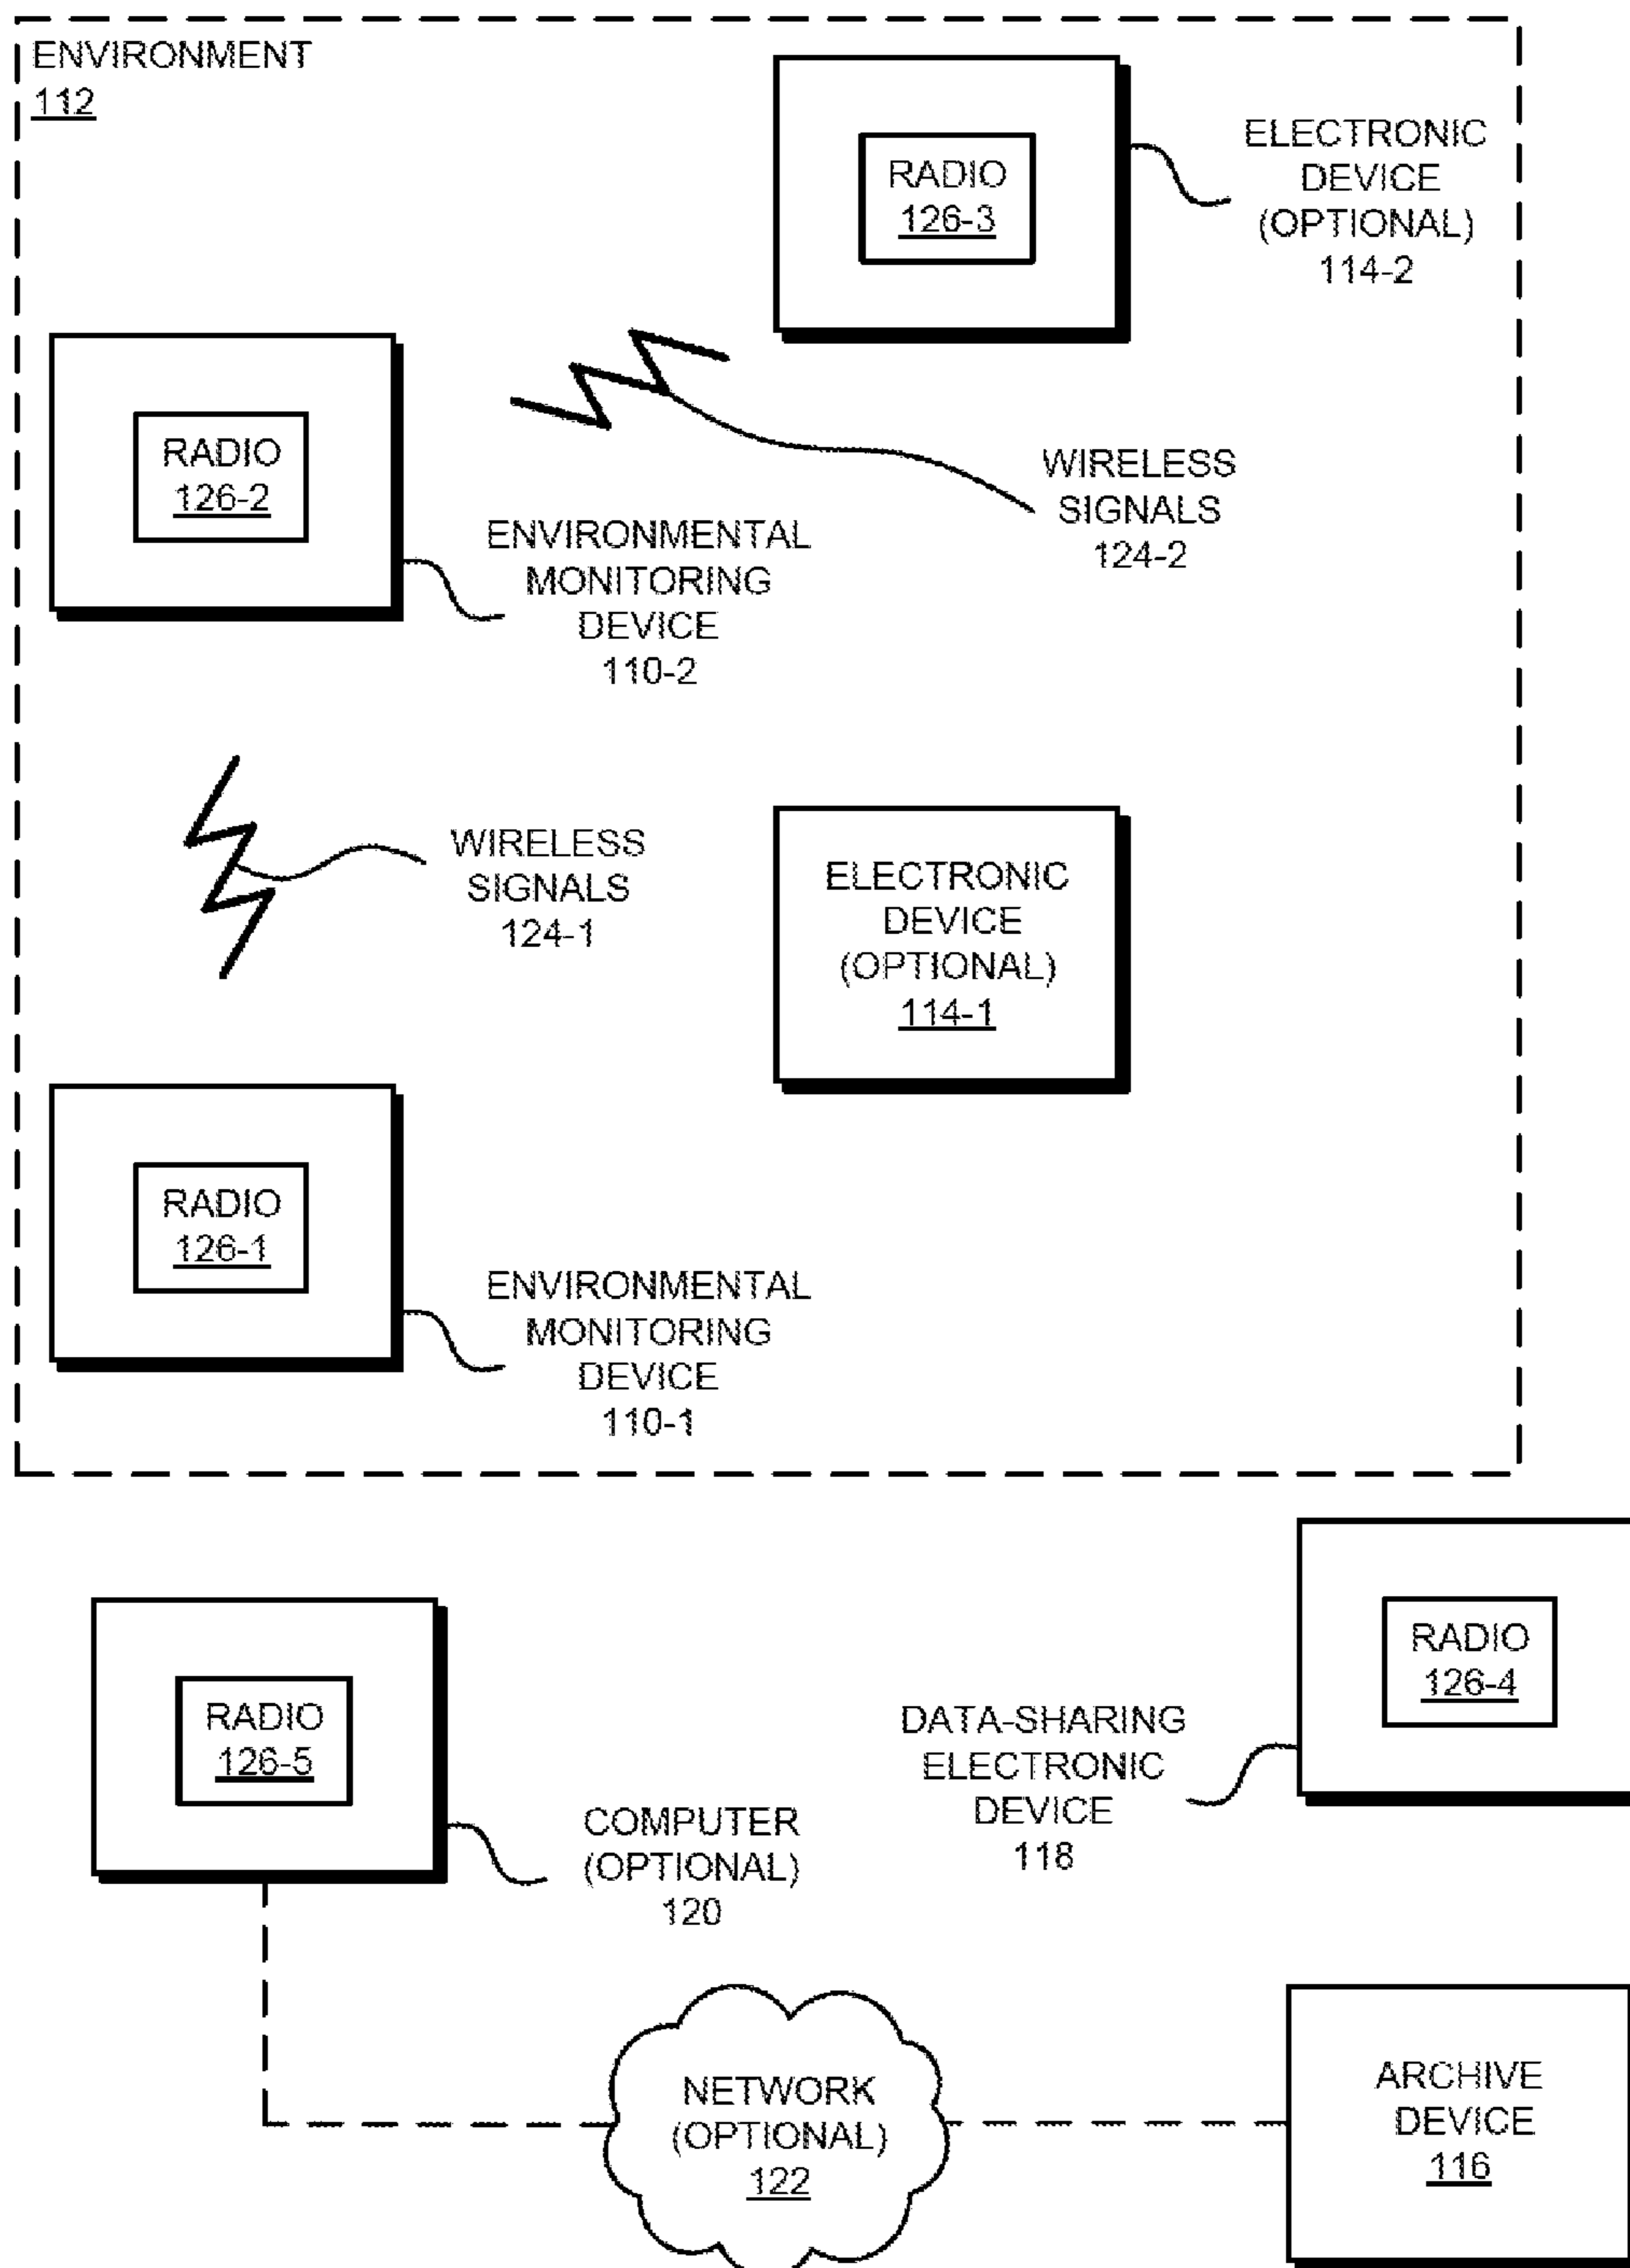 ENVIRONMENT
112
RADIO
126-3
ELECTRONIC
DEVICE
(OPTIONAL)
114-2
RADIO
126-2
WIRELESS
SIGNALS
124-2
ENVIRONMENTAL
MONITORING
DEVICE
110-2
WIRELESS
SIGNALS
124-1
ELECTRONIC
DEVICE
(OPTIONAL)
114-1
RADIO
126-1
ENVIRONMENTAL
MONITORING
DEVICE
110-1
RADIO
126-4
RADIO
126-5
DATA-SHARING
ELECTRONIC
DEVICE
118
COMPUTER
(OPTIONAL)
120
NETWORK
(OPTIONAL)
122
ARCHIVE
DEVICE
116